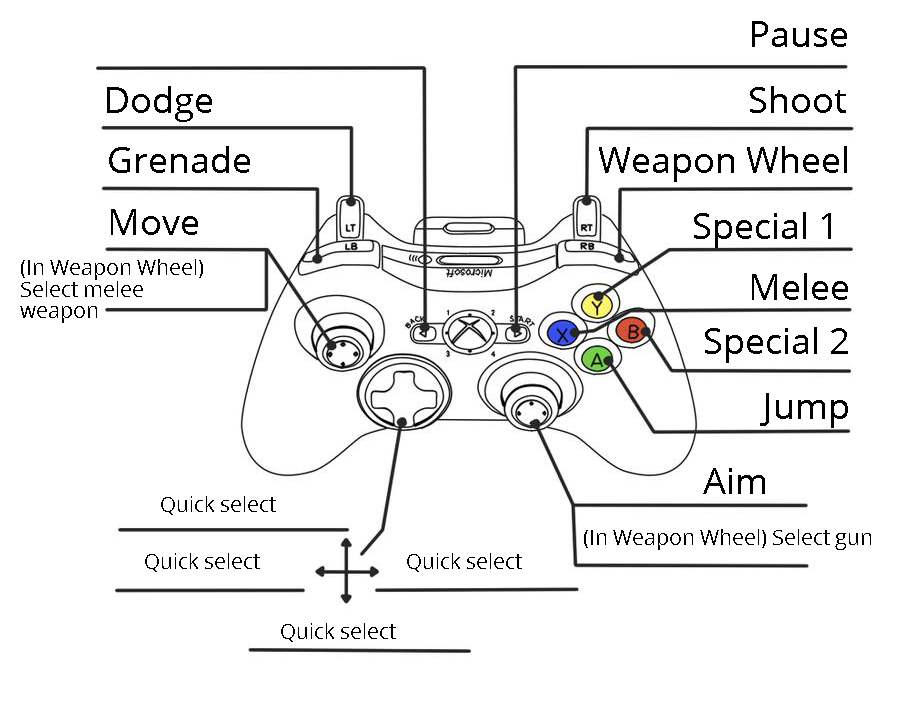 Pause
Dodge
Shoot
Grenade
Weapon Wheel
Move
Special 1
(In Weapon Wheel)
Select melee
weapon
LT
RT
LB
RB
Microsoft
Melee
Y
BACK
1
2
START
X
B
Special 2
3
4
A
Jump
Aim
Quick select
(In Weapon Wheel) Select gun
Quick select
Quick select
Quick select